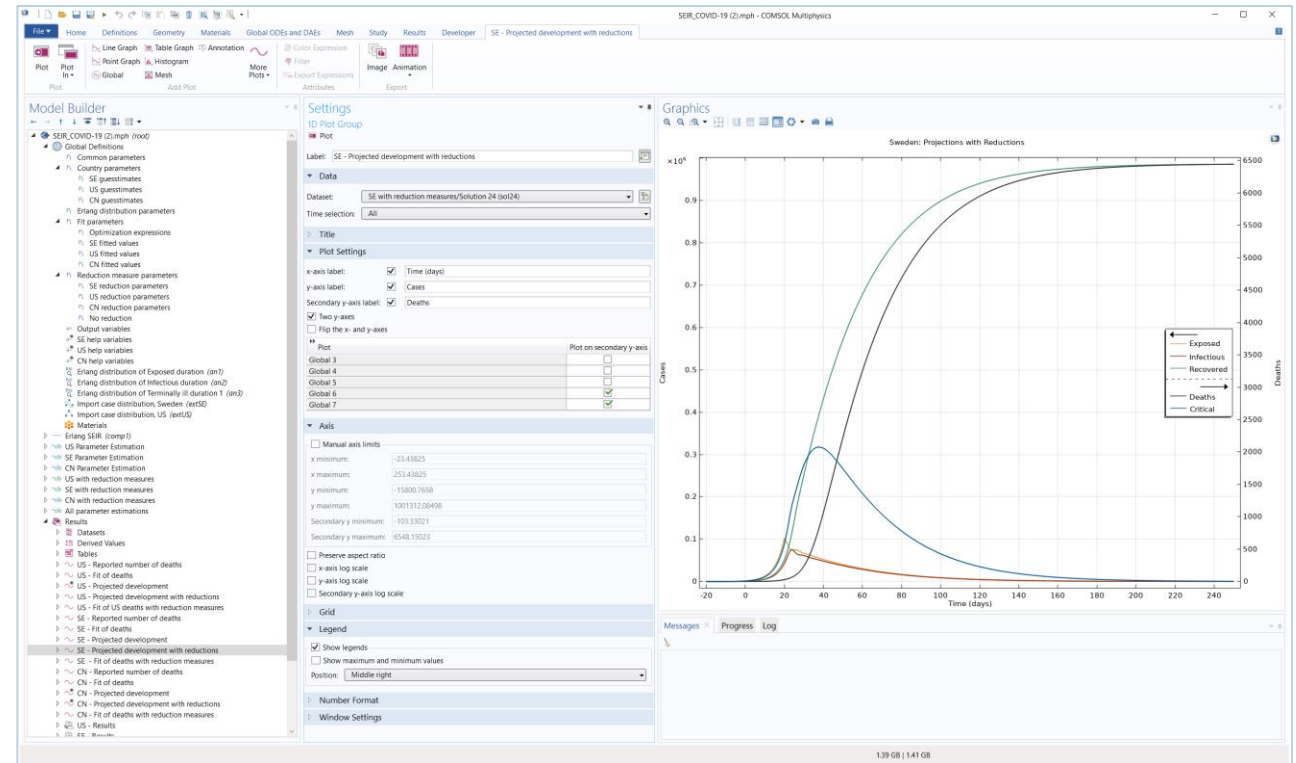 SEIR_COVID-19 (2).mph - COMSOL Multiphysics
File Home Definitions Geometry Materials Global ODEs and DAEs Mesh Study Results Developer SE - Projected development with reductions
Line Graph Table Graph Annotation Color Expression
Point Graph Histogram Filter
Plot Plot In Global Mesh More Plots Export Expressions Image Animation
Plot Add Plot Attributes Export
Model Builder
SEIR_COVID-19 (2).mph (root)
Global Definitions
Common parameters
Country parameters
SE guesstimates
US guesstimates
CN guesstimates
Erlang distribution parameters
Fit parameters
Optimization expressions
SE fitted values
US fitted values
CN fitted values
Reduction measure parameters
SE reduction parameters
US reduction parameters
CN reduction parameters
No reduction
Output variables
SE help variables
US help variables
CN help variables
Erlang distribution of Exposed duration (an1)
Erlang distribution of Infectious duration (an2)
Erlang distribution of Terminally ill duration 1 (an3)
Import case distribution, Sweden (extSE)
Import case distribution, US (extUS)
Materials
Erlang SEIR (comp1)
US Parameter Estimation
SE Parameter Estimation
CN Parameter Estimation
US with reduction measures
SE with reduction measures
CN with reduction measures
All parameter estimations
Results
Datasets
Derived Values
Tables
US - Reported number of deaths
US - Fit of deaths
US - Projected development
US - Projected development with reductions
US - Fit of US deaths with reduction measures
SE - Reported number of deaths
SE - Fit of deaths
SE - Projected development
SE - Projected development with reductions
SE - Fit of deaths with reduction measures
CN - Reported number of deaths
CN - Fit of deaths
CN - Projected development
CN - Projected development with reductions
CN - Fit of deaths with reduction measures
US - Results
SE - Results
Settings
1D Plot Group
Plot
Label: SE - Projected development with reductions
Data
Dataset: SE with reduction measures/Solution 24 (sol24)
Time selection: All
Title
Plot Settings
x-axis label: Time (days)
y-axis label: Cases
Secondary y-axis label: Deaths
Two y-axes
Flip the x- and y-axes
Plot Plot on secondary y-axis
Global 3
Global 4
Global 5
Global 6
Global 7
Axis
Manual axis limits
x minimum: -23.43825
x maximum: 253.43825
y minimum: -15800.7658
y maximum: 1001312.08498
Secondary y minimum: -103.33021
Secondary y maximum: 6548.15023
Preserve aspect ratio
x-axis log scale
y-axis log scale
Secondary y-axis log scale
Grid
Legend
Show legends
Show maximum and minimum values
Position: Middle right
Number Format
Window Settings
Graphics
Sweden: Projections with Reductions
×10⁶
0.9
0.8
0.7
0.6
0.5
0.4
0.3
0.2
0.1
0
Cases
6500
6000
5500
5000
4500
4000
3500
3000
2500
2000
1500
1000
500
0
Deaths
Exposed
Infectious
Recovered
Deaths
Critical
-20 0 20 40 60 80 100 120 140 160 180 200 220 240
Time (days)
Messages Progress Log
1.39 GB | 1.41 GB